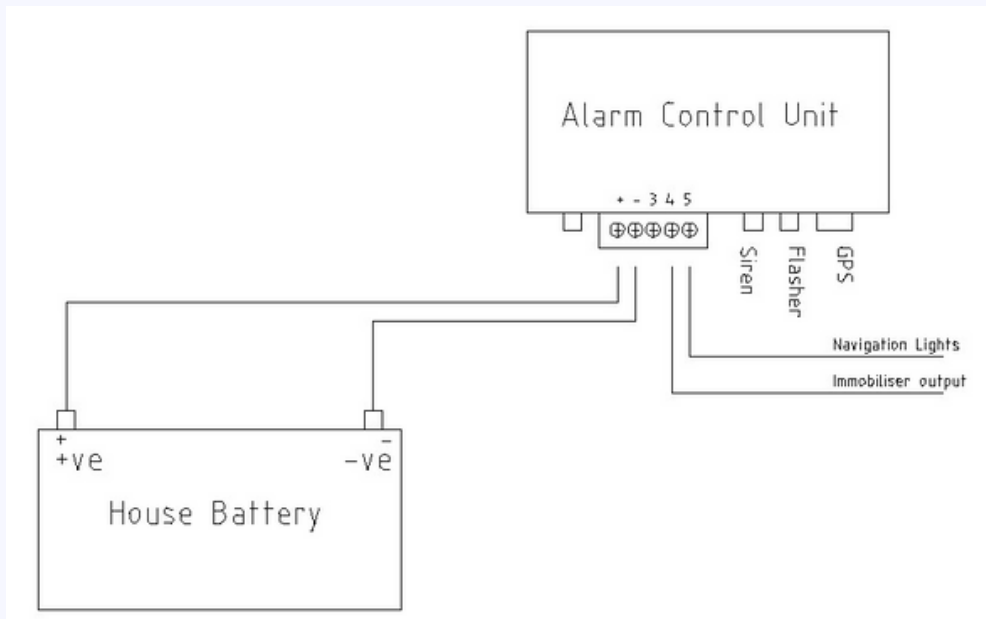 Alarm Control Unit
+ - 3 4 5
Siren
Flasher
GPS
Navigation Lights
Immobiliser output
+ -
+ve -ve
House Battery